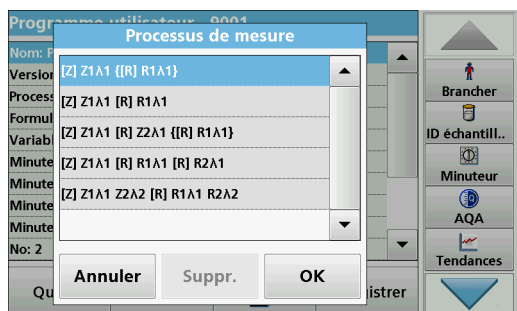 Programme utilisateur 9001
Processus de mesure
Nom: P
[Z] Z1λ1 {[R] R1λ1}
Version
Brancher
Process
[Z] Z1λ1 [R] R1λ1
Formul
ID échantill..
Variabl
[Z] Z1λ1 [R] Z2λ1 {[R] R1λ1}
Minute
[Z] Z1λ1 [R] R1λ1 [R] R2λ1
Minuteur
Minute
Minute
[Z] Z1λ1 Z2λ2 [R] R1λ1 R2λ2
AQA
Minute
No: 2
Tendances
Annuler
Suppr.
OK
Qu
istrer